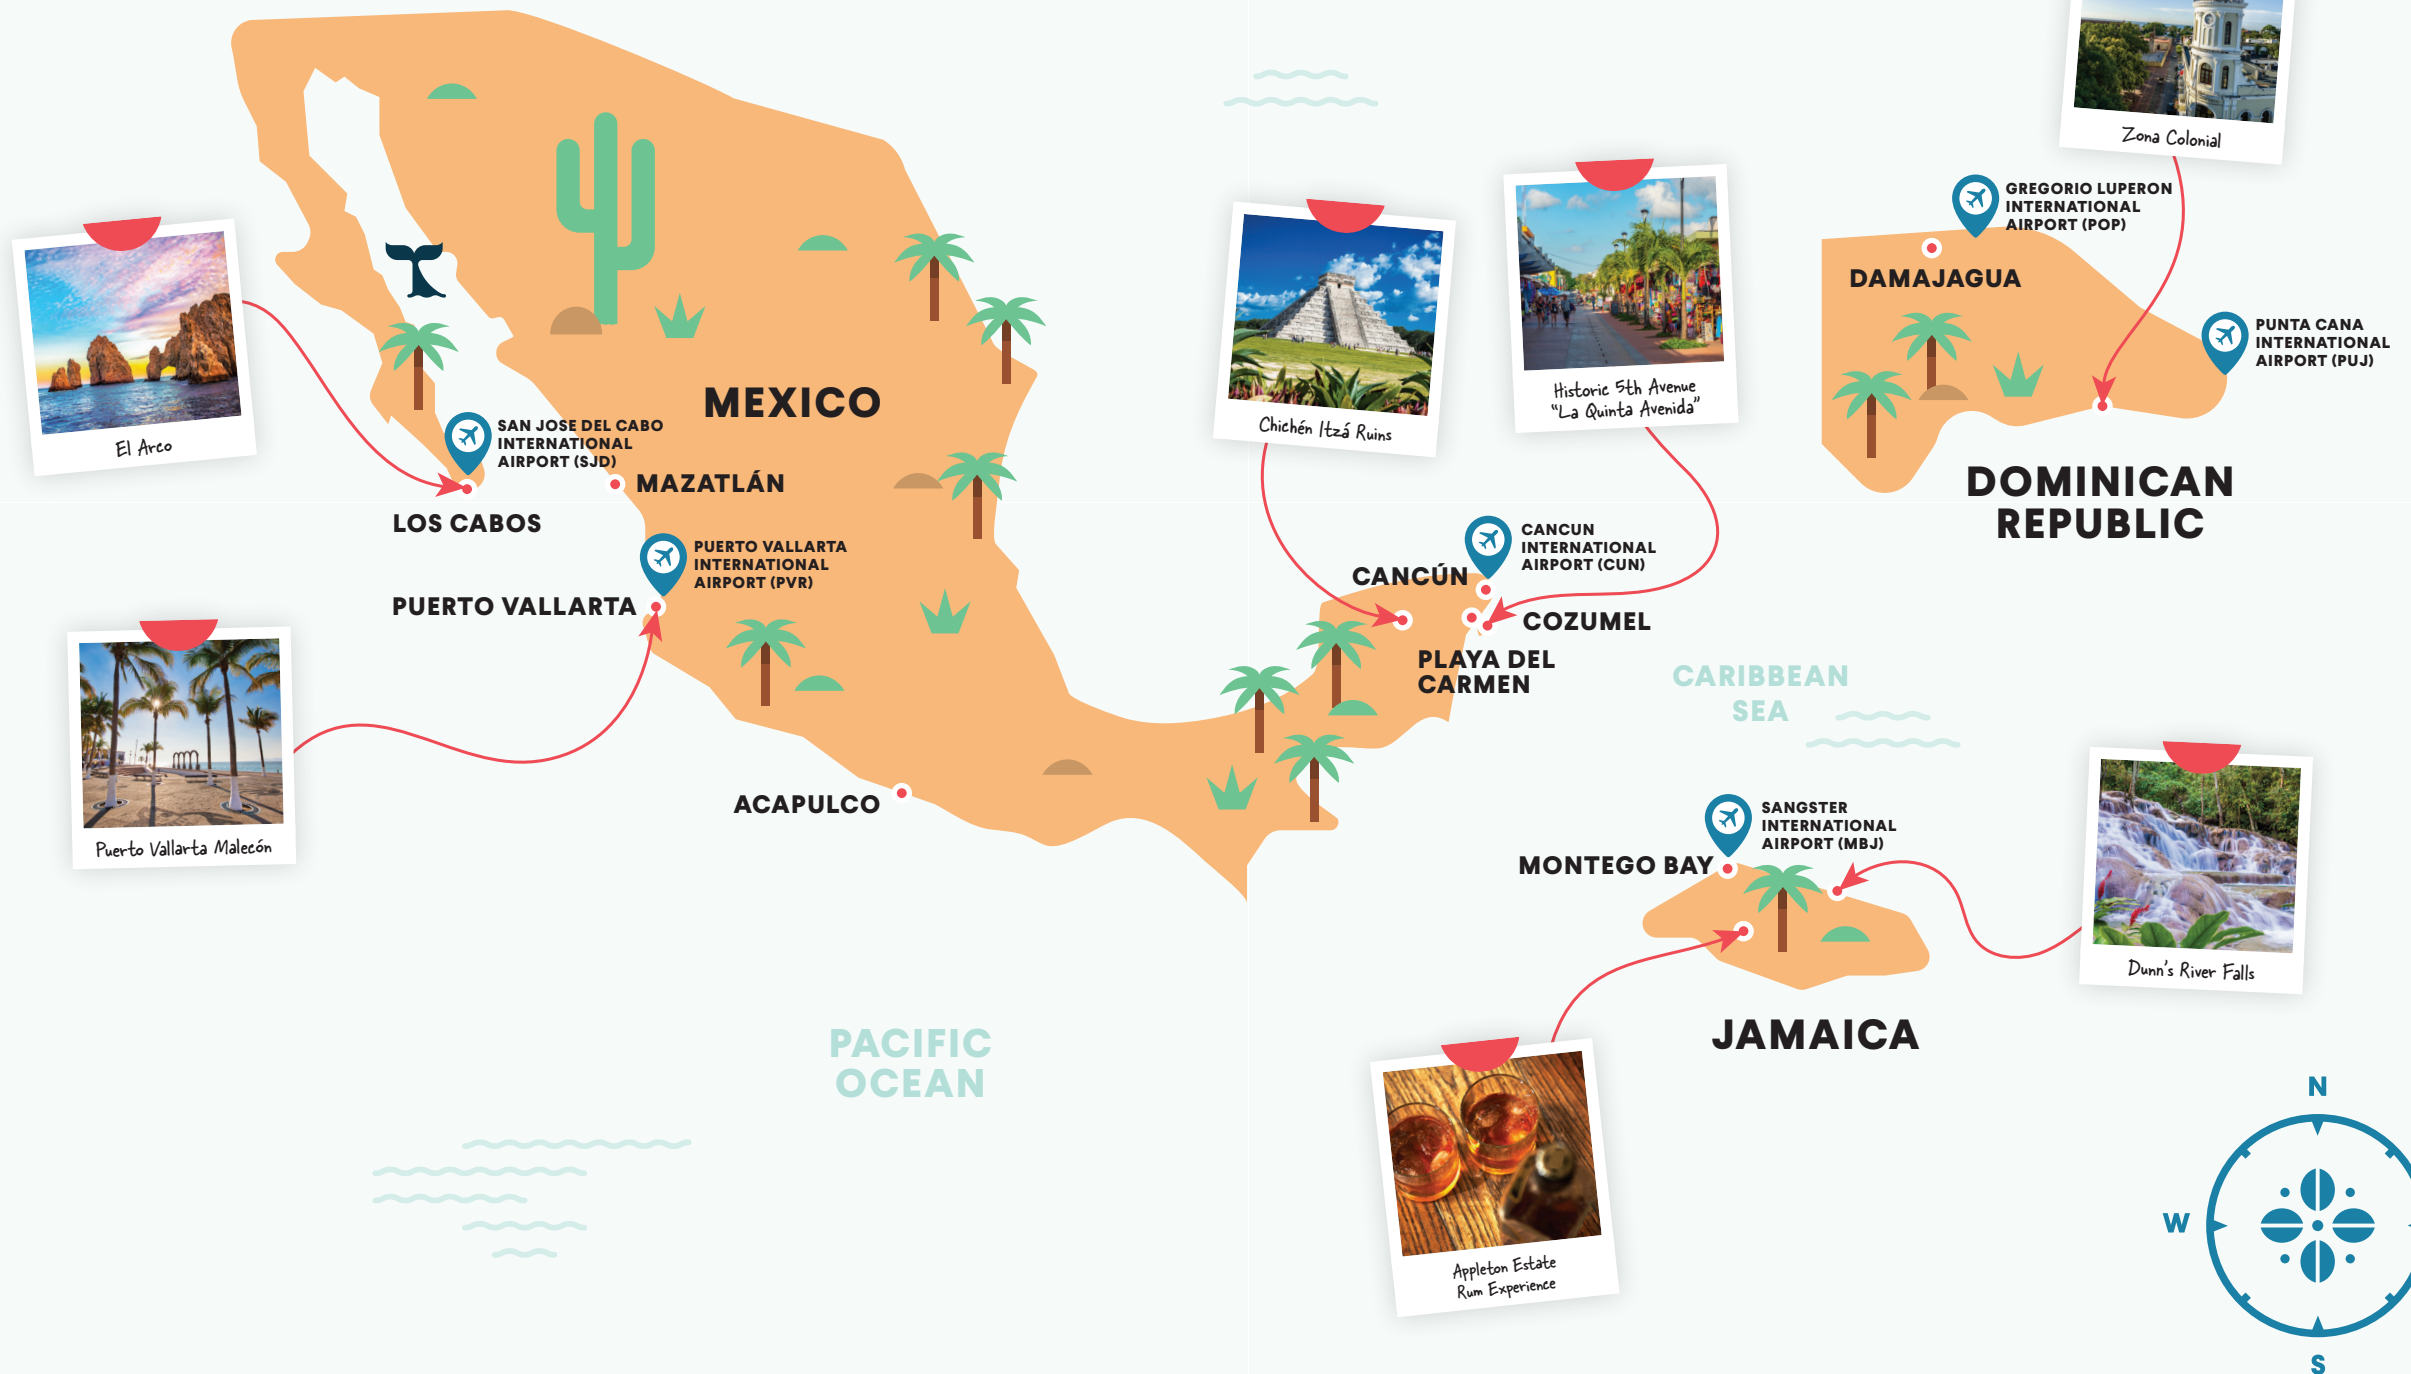 Zona Colonial
GREGORIO LUPERON
INTERNATIONAL
AIRPORT (POP)
DAMAJAGUA
PUNTA CANA
INTERNATIONAL
AIRPORT (PUJ)
DOMINICAN
REPUBLIC
El Arco
SAN JOSE DEL CABO
INTERNATIONAL
AIRPORT (SJD)
LOS CABOS
MEXICO
MAZATLÁN
PUERTO VALLARTA
INTERNATIONAL
AIRPORT (PVR)
PUERTO VALLARTA
Puerto Vallarta Malecón
ACAPULCO
Chichén Itzá Ruins
Historic 5th Avenue
"La Quinta Avenida"
CANCUN
INTERNATIONAL
AIRPORT (CUN)
CANCÚN
COZUMEL
PLAYA DEL
CARMEN
CARIBBEAN
SEA
SANGSTER
INTERNATIONAL
AIRPORT (MBJ)
MONTEGO BAY
Dunn's River Falls
JAMAICA
PACIFIC
OCEAN
Appleton Estate
Rum Experience
N
W
S